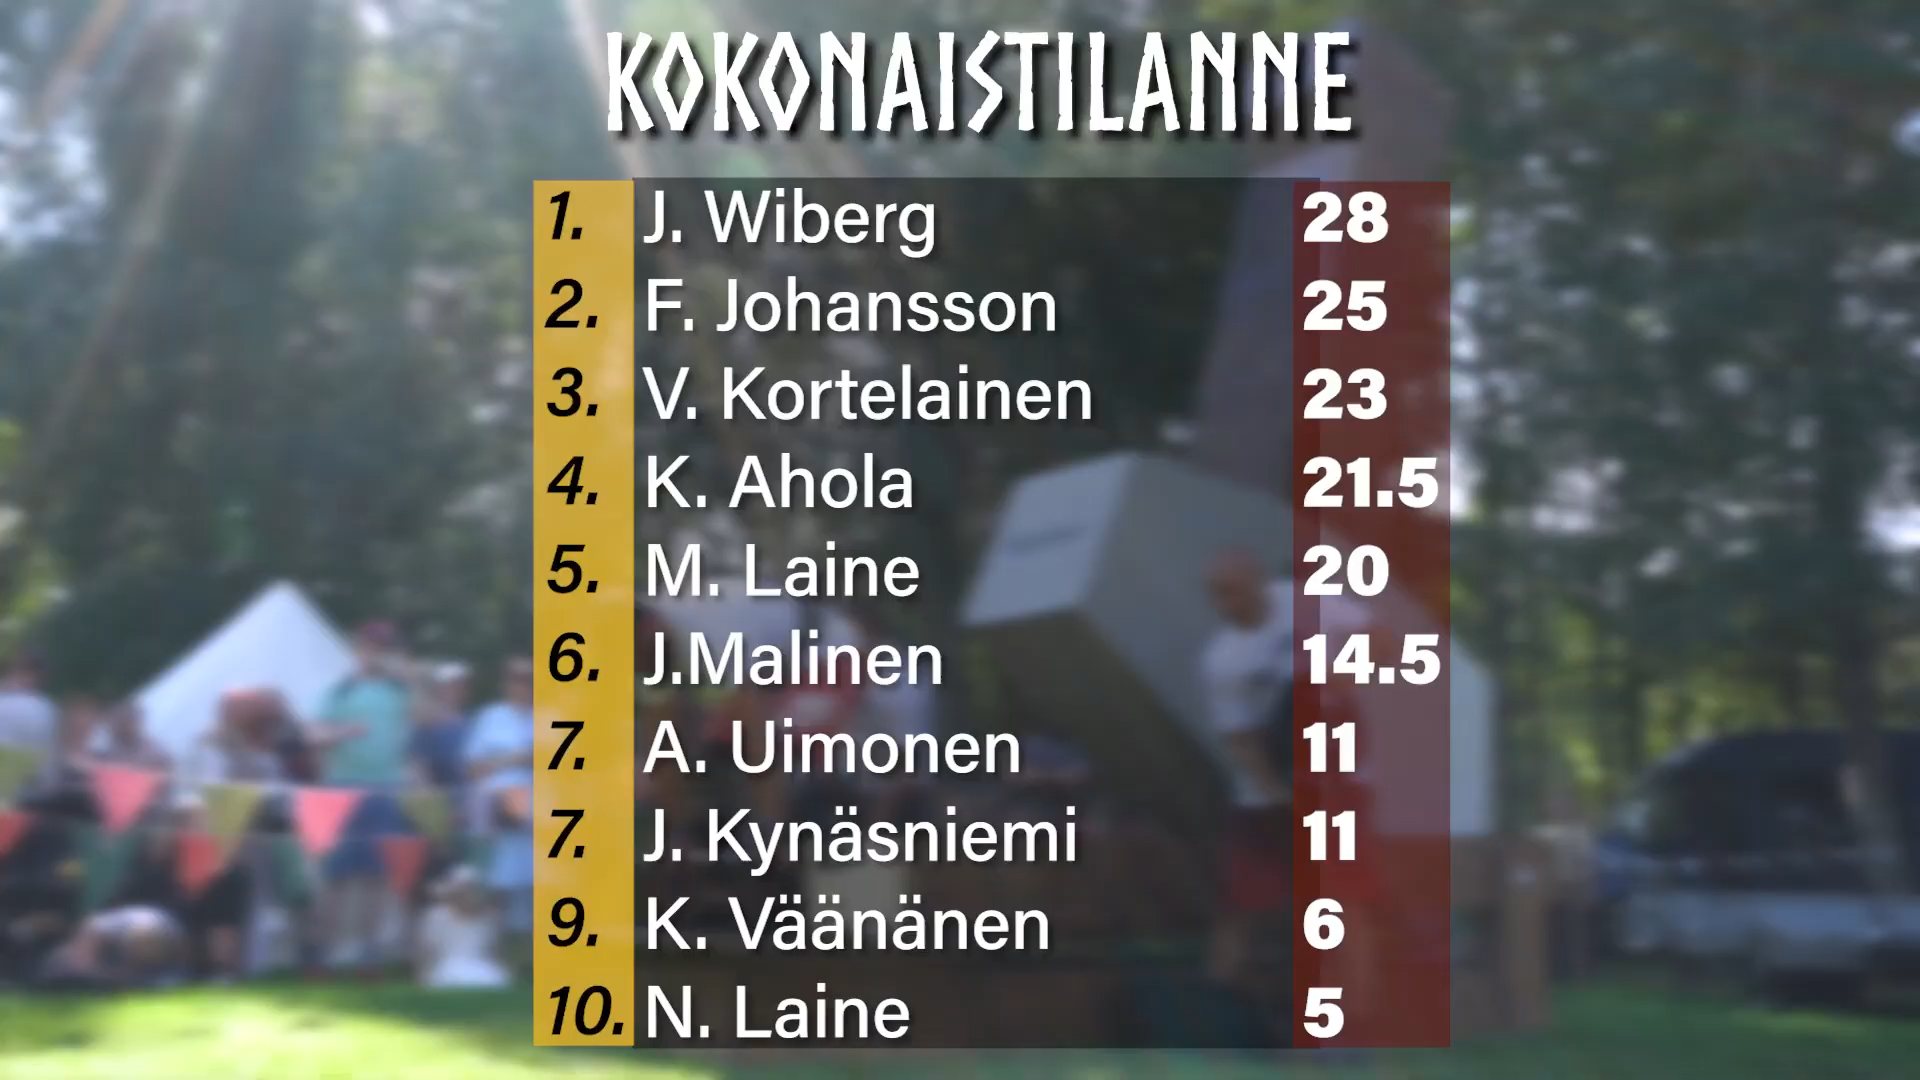 KOKONAISTILANNE
1. J. Wiberg 28
2. F. Johansson 25
3. V. Kortelainen 23
4. K. Ahola 21.5
5. M. Laine 20
6. J.Malinen 14.5
7. A. Uimonen 11
7. J. Kynäsniemi 11
9. K. Väänänen 6
10. N. Laine 5